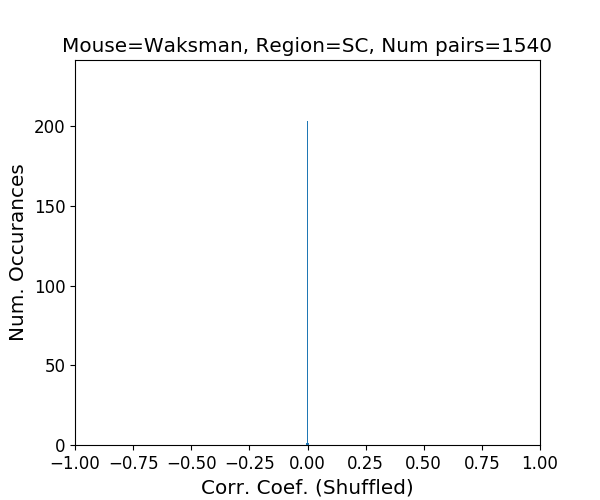 Mouse=Waksman, Region=SC, Num pairs=1540
Num. Occurances
200
150
100
50
0
−1.00 −0.75 −0.50 −0.25 0.00 0.25 0.50 0.75 1.00
Corr. Coef. (Shuffled)